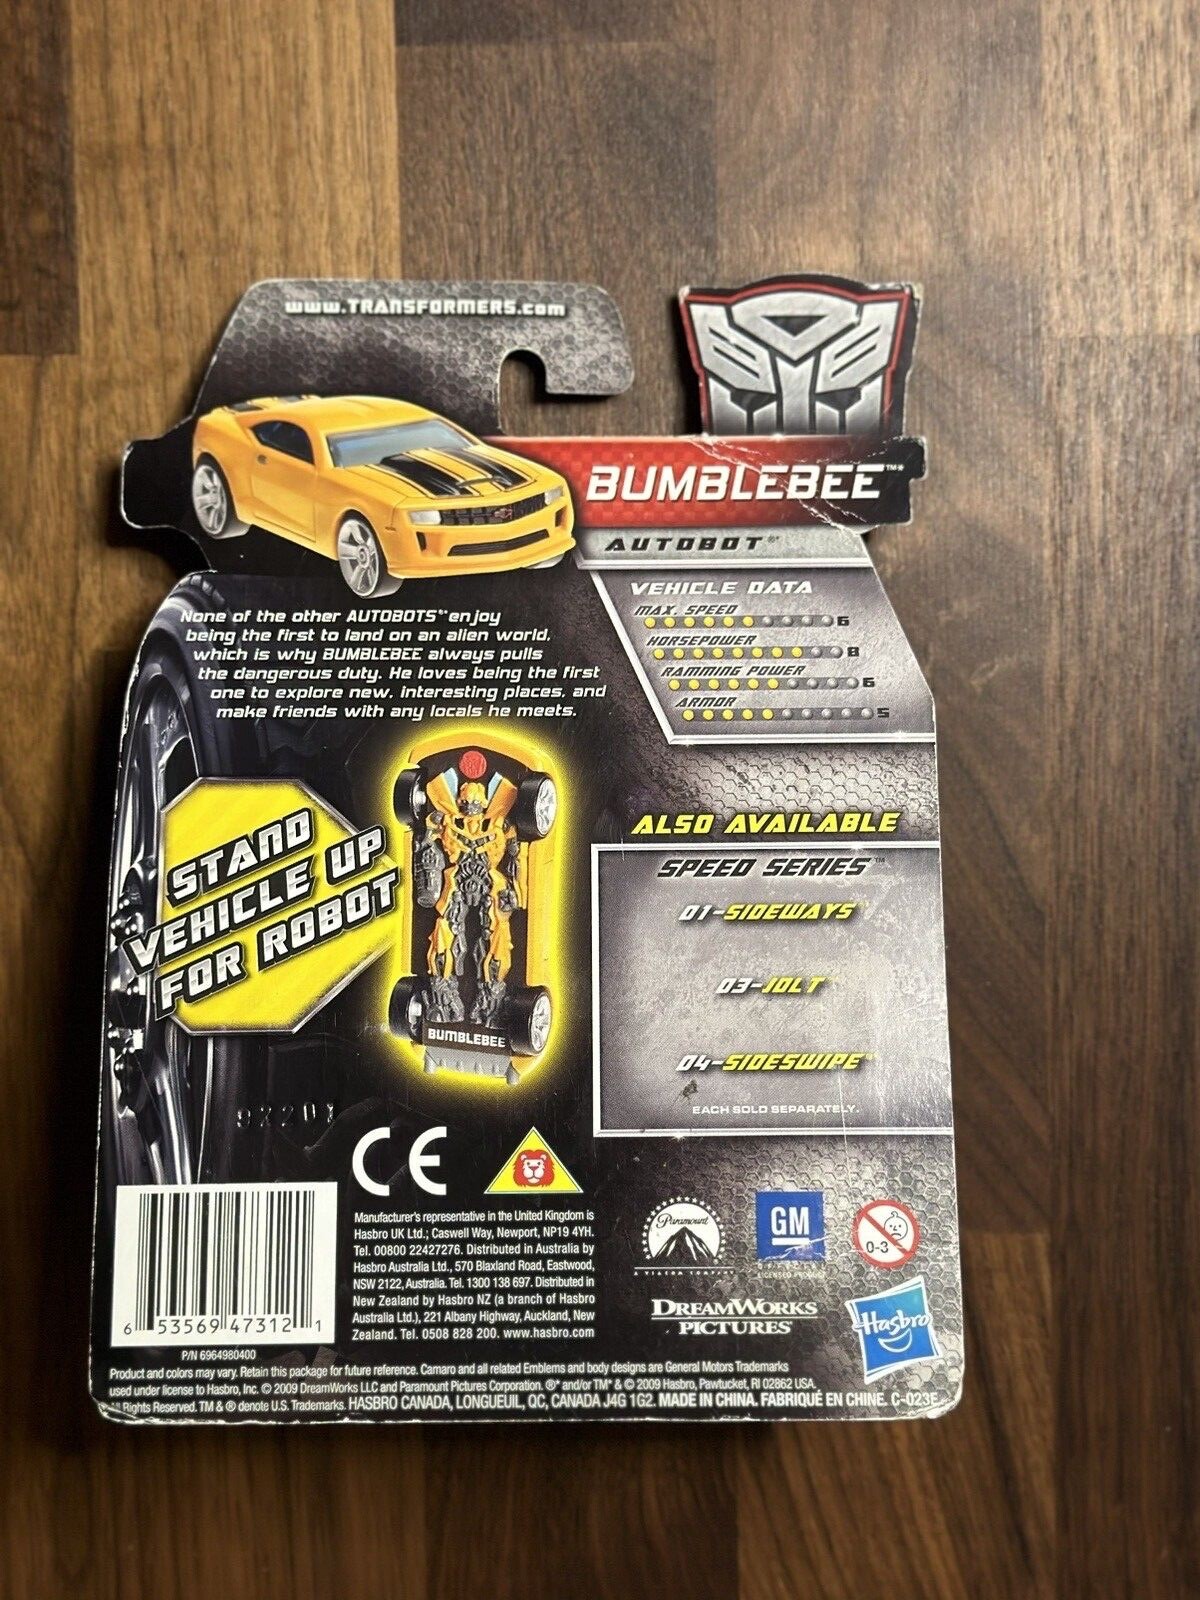 www.TRANSFORMERS.com
BUMBLEBEE™*
AUTOBOT®*
VEHICLE DATA
MAX. SPEED 6
HORSEPOWER 8
RAMMING POWER 6
ARMOR 5
None of the other AUTOBOTS enjoy
being the first to land on an alien world,
which is why BUMBLEBEE always pulls
the dangerous duty. He loves being the first
one to explore new, interesting places, and
make friends with any locals he meets.
STAND
VEHICLE UP
FOR ROBOT
BUMBLEBEE
ALSO AVAILABLE
SPEED SERIES™
01-SIDEWAYS
03-JOLT
04-SIDESWIPE
EACH SOLD SEPARATELY.
92201
CE
Manufacturer's representative in the United Kingdom is
Hasbro UK Ltd.; Caswell Way, Newport, NP19 4YH.
Tel. 00800 22427276. Distributed in Australia by
Hasbro Australia Ltd., 570 Blaxland Road, Eastwood,
NSW 2122, Australia. Tel. 1300 138 697. Distributed in
New Zealand by Hasbro NZ (a branch of Hasbro
Australia Ltd.), 221 Albany Highway, Auckland, New
Zealand. Tel. 0508 828 200. www.hasbro.com
Paramount
A VIACOM COMPANY
GM
LICENSED PRODUCT
0-3
DREAMWORKS
PICTURES
Hasbro
6 53569 47312 1
P/N 6964980400
Product and colors may vary. Retain this package for future reference. Camaro and all related Emblems and body designs are General Motors Trademarks
used under license to Hasbro, Inc. © 2009 DreamWorks LLC and Paramount Pictures Corporation. ®* and/or TM* & © 2009 Hasbro, Pawtucket, RI 02862 USA.
All Rights Reserved. TM & ® denote U.S. Trademarks. HASBRO CANADA, LONGUEUIL, QC, CANADA J4G 1G2. MADE IN CHINA. FABRIQUÉ EN CHINE. C-023E